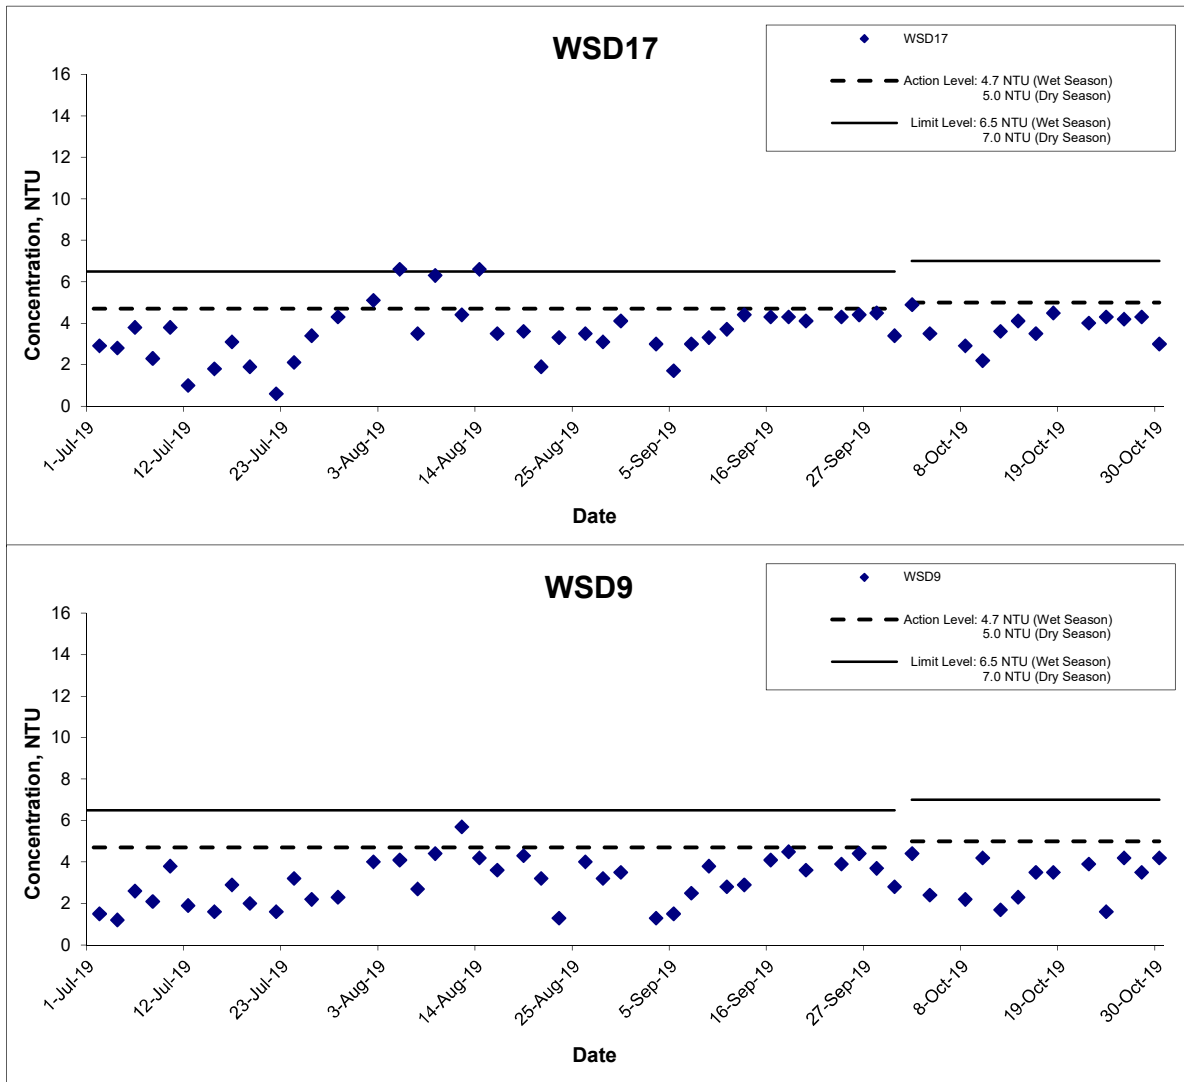 WSD17
WSD17
Action Level: 4.7 NTU (Wet Season)
5.0 NTU (Dry Season)
Limit Level: 6.5 NTU (Wet Season)
7.0 NTU (Dry Season)
Concentration, NTU
16
14
12
10
8
6
4
2
0
1-Jul-19
12-Jul-19
23-Jul-19
3-Aug-19
14-Aug-19
25-Aug-19
5-Sep-19
16-Sep-19
27-Sep-19
8-Oct-19
19-Oct-19
30-Oct-19
Date
WSD9
WSD9
Action Level: 4.7 NTU (Wet Season)
5.0 NTU (Dry Season)
Limit Level: 6.5 NTU (Wet Season)
7.0 NTU (Dry Season)
Concentration, NTU
16
14
12
10
8
6
4
2
0
1-Jul-19
12-Jul-19
23-Jul-19
3-Aug-19
14-Aug-19
25-Aug-19
5-Sep-19
16-Sep-19
27-Sep-19
8-Oct-19
19-Oct-19
30-Oct-19
Date